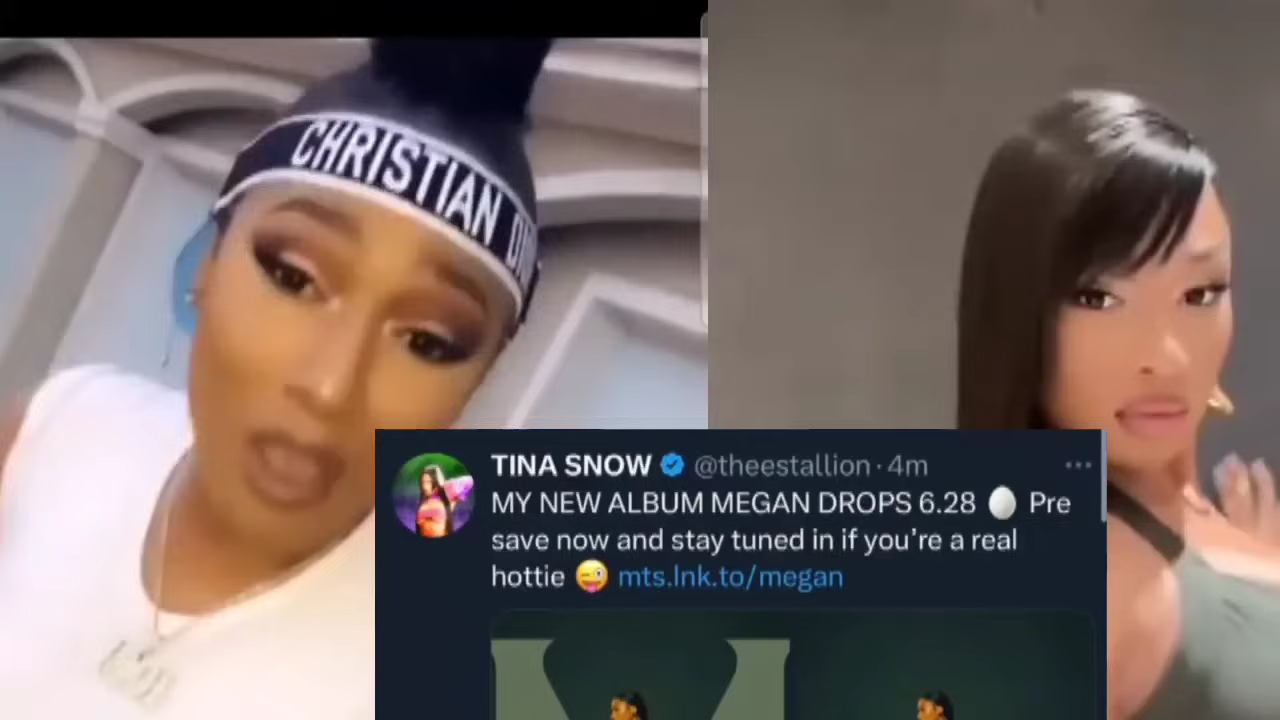 CHRISTIAN
TINA SNOW @theestallion · 4m
MY NEW ALBUM MEGAN DROPS 6.28 🥚 Pre
save now and stay tuned in if you’re a real
hottie 😜 mts.lnk.to/megan